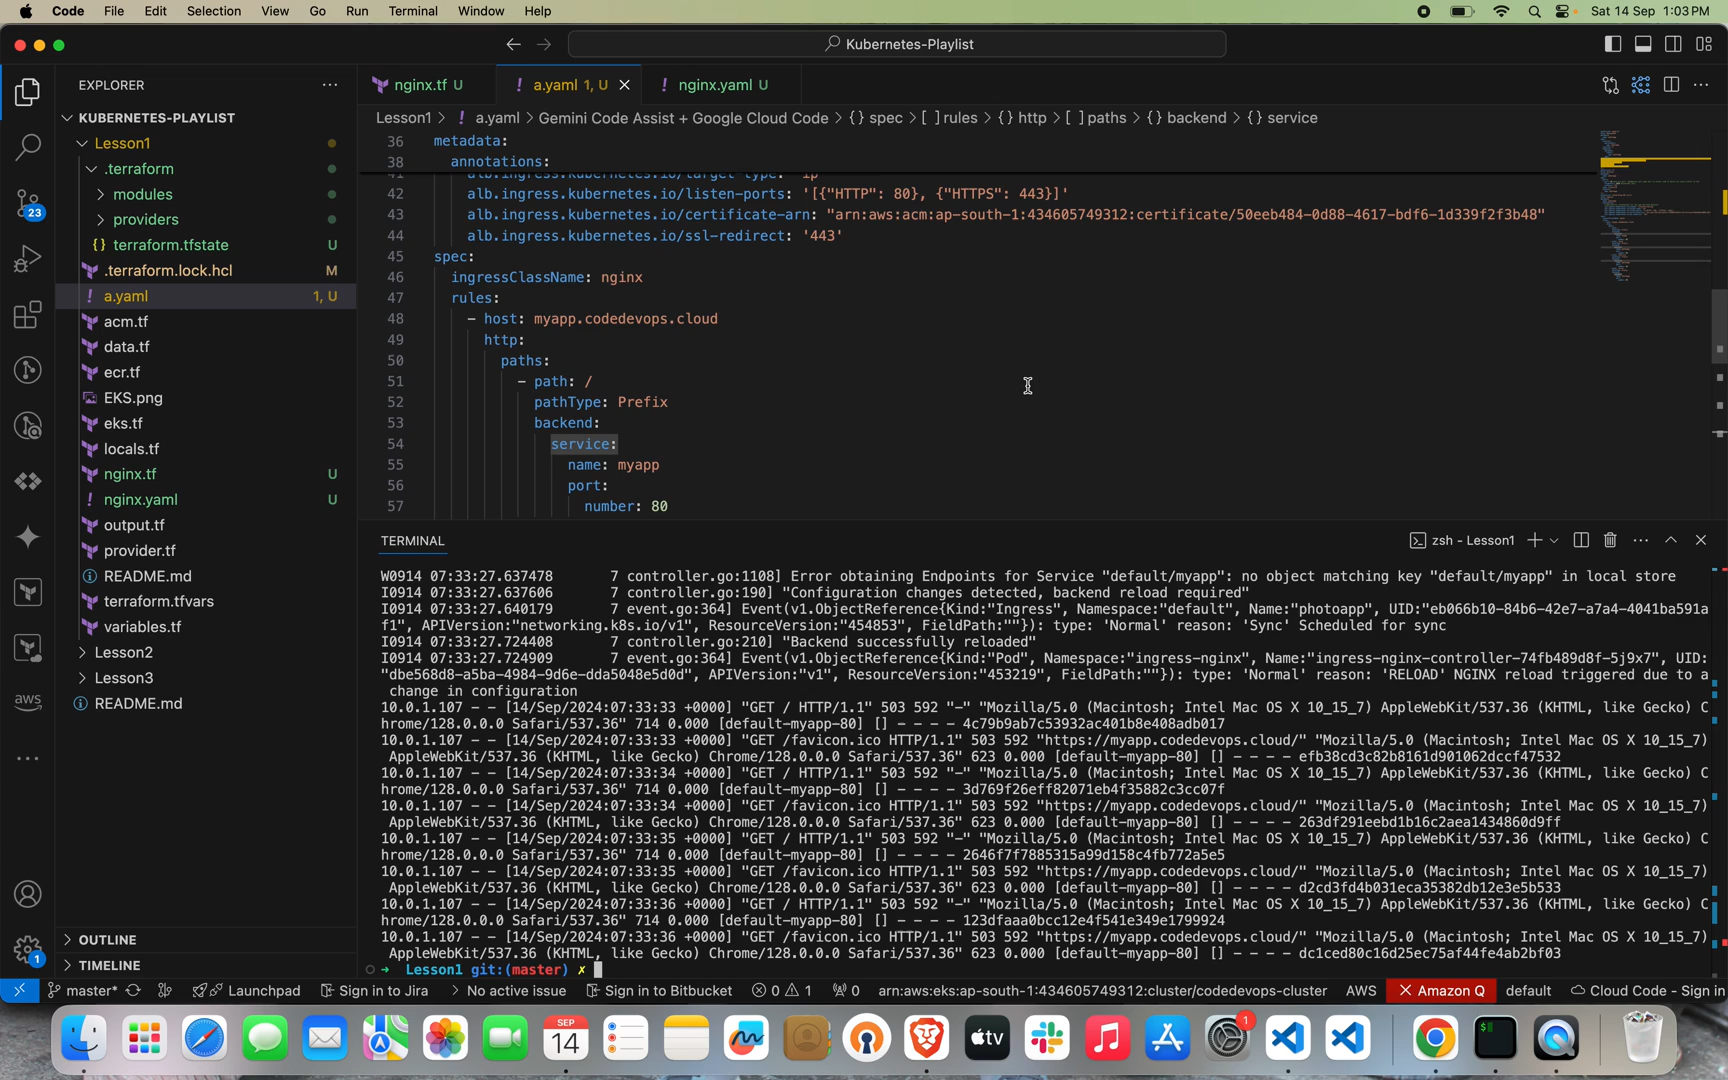 Code File Edit Selection View Go Run Terminal Window Help
Sat 14 Sep 1:03 PM
Kubernetes-Playlist
EXPLORER
nginx.tf U
! a.yaml 1, U
! nginx.yaml U
KUBERNETES-PLAYLIST
Lesson1
.terraform
modules
providers
{} terraform.tfstate U
.terraform.lock.hcl M
! a.yaml 1, U
acm.tf
data.tf
ecr.tf
EKS.png
eks.tf
locals.tf
nginx.tf U
! nginx.yaml U
output.tf
provider.tf
README.md
terraform.tfvars
variables.tf
Lesson2
Lesson3
README.md
OUTLINE
TIMELINE
23
aws
1
Lesson1 > ! a.yaml > Gemini Code Assist + Google Cloud Code > {} spec > [ ] rules > {} http > [ ] paths > {} backend > {} service
36 metadata:
38 annotations:
alb.ingress.kubernetes.io/target-type: ip
42 alb.ingress.kubernetes.io/listen-ports: '[{"HTTP": 80}, {"HTTPS": 443}]'
43 alb.ingress.kubernetes.io/certificate-arn: "arn:aws:acm:ap-south-1:434605749312:certificate/50eeb484-0d88-4617-bdf6-1d339f2f3b48"
44 alb.ingress.kubernetes.io/ssl-redirect: '443'
45 spec:
46 ingressClassName: nginx
47 rules:
48 - host: myapp.codedevops.cloud
49 http:
50 paths:
51 - path: /
52 pathType: Prefix
53 backend:
54 service:
55 name: myapp
56 port:
57 number: 80
TERMINAL
zsh - Lesson1
W0914 07:33:27.637478 7 controller.go:1108] Error obtaining Endpoints for Service "default/myapp": no object matching key "default/myapp" in local store
I0914 07:33:27.637606 7 controller.go:190] "Configuration changes detected, backend reload required"
I0914 07:33:27.640179 7 event.go:364] Event(v1.ObjectReference{Kind:"Ingress", Namespace:"default", Name:"photoapp", UID:"eb066b10-84b6-42e7-a7a4-4041ba591a
f1", APIVersion:"networking.k8s.io/v1", ResourceVersion:"454853", FieldPath:""}): type: 'Normal' reason: 'Sync' Scheduled for sync
I0914 07:33:27.724408 7 controller.go:210] "Backend successfully reloaded"
I0914 07:33:27.724909 7 event.go:364] Event(v1.ObjectReference{Kind:"Pod", Namespace:"ingress-nginx", Name:"ingress-nginx-controller-74fb489d8f-5j9x7", UID:
"dbe568d8-a5ba-4984-9d6e-dda5048e5d0d", APIVersion:"v1", ResourceVersion:"453219", FieldPath:""}): type: 'Normal' reason: 'RELOAD' NGINX reload triggered due to a
change in configuration
10.0.1.107 - - [14/Sep/2024:07:33:33 +0000] "GET / HTTP/1.1" 503 592 "-" "Mozilla/5.0 (Macintosh; Intel Mac OS X 10_15_7) AppleWebKit/537.36 (KHTML, like Gecko) C
hrome/128.0.0.0 Safari/537.36" 714 0.000 [default-myapp-80] [] - - - - 4c79b9ab7c53932ac401b8e408adb017
10.0.1.107 - - [14/Sep/2024:07:33:33 +0000] "GET /favicon.ico HTTP/1.1" 503 592 "https://myapp.codedevops.cloud/" "Mozilla/5.0 (Macintosh; Intel Mac OS X 10_15_7)
AppleWebKit/537.36 (KHTML, like Gecko) Chrome/128.0.0.0 Safari/537.36" 623 0.000 [default-myapp-80] [] - - - - efb38cd3c82b8161d901062dccf47532
10.0.1.107 - - [14/Sep/2024:07:33:34 +0000] "GET / HTTP/1.1" 503 592 "-" "Mozilla/5.0 (Macintosh; Intel Mac OS X 10_15_7) AppleWebKit/537.36 (KHTML, like Gecko) C
hrome/128.0.0.0 Safari/537.36" 714 0.000 [default-myapp-80] [] - - - - 3d769f26eff82071eb4f35882c3cc07f
10.0.1.107 - - [14/Sep/2024:07:33:34 +0000] "GET /favicon.ico HTTP/1.1" 503 592 "https://myapp.codedevops.cloud/" "Mozilla/5.0 (Macintosh; Intel Mac OS X 10_15_7)
AppleWebKit/537.36 (KHTML, like Gecko) Chrome/128.0.0.0 Safari/537.36" 623 0.000 [default-myapp-80] [] - - - - 263df291eebd1b16c2aea1434860d9ff
10.0.1.107 - - [14/Sep/2024:07:33:35 +0000] "GET / HTTP/1.1" 503 592 "-" "Mozilla/5.0 (Macintosh; Intel Mac OS X 10_15_7) AppleWebKit/537.36 (KHTML, like Gecko) C
hrome/128.0.0.0 Safari/537.36" 714 0.000 [default-myapp-80] [] - - - - 2646f7f7885315a99d158c4fb772a5e5
10.0.1.107 - - [14/Sep/2024:07:33:35 +0000] "GET /favicon.ico HTTP/1.1" 503 592 "https://myapp.codedevops.cloud/" "Mozilla/5.0 (Macintosh; Intel Mac OS X 10_15_7)
AppleWebKit/537.36 (KHTML, like Gecko) Chrome/128.0.0.0 Safari/537.36" 623 0.000 [default-myapp-80] [] - - - - d2cd3fd4b031eca35382db12e3e5b533
10.0.1.107 - - [14/Sep/2024:07:33:36 +0000] "GET / HTTP/1.1" 503 592 "-" "Mozilla/5.0 (Macintosh; Intel Mac OS X 10_15_7) AppleWebKit/537.36 (KHTML, like Gecko) C
hrome/128.0.0.0 Safari/537.36" 714 0.000 [default-myapp-80] [] - - - - 123dfaaa0bcc12e4f541e349e1799924
10.0.1.107 - - [14/Sep/2024:07:33:36 +0000] "GET /favicon.ico HTTP/1.1" 503 592 "https://myapp.codedevops.cloud/" "Mozilla/5.0 (Macintosh; Intel Mac OS X 10_15_7)
AppleWebKit/537.36 (KHTML, like Gecko) Chrome/128.0.0.0 Safari/537.36" 623 0.000 [default-myapp-80] [] - - - - dc1ced80c16d25ec75af44fe4ab2bf03
→ Lesson1 git:(master) ✗
master* Launchpad Sign in to Jira > No active issue Sign in to Bitbucket 0 1 0 arn:aws:eks:ap-south-1:434605749312:cluster/codedevops-cluster AWS Amazon Q default Cloud Code - Sign in
SEP
14
tv
1
$